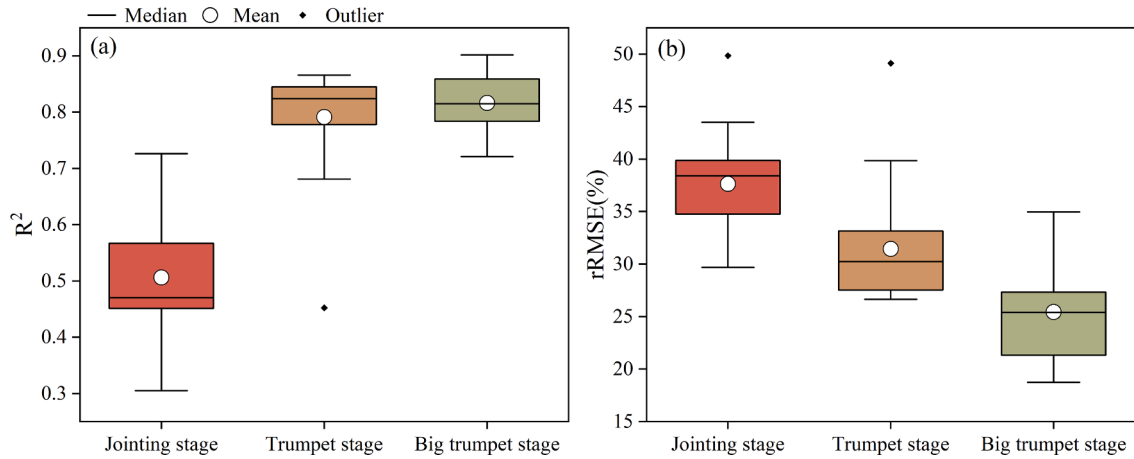 Median Mean Outlier
(a)
R²
0.9
0.8
0.7
0.6
0.5
0.4
0.3
Jointing stage Trumpet stage Big trumpet stage
(b)
rRMSE(%)
50
45
40
35
30
25
20
15
Jointing stage Trumpet stage Big trumpet stage